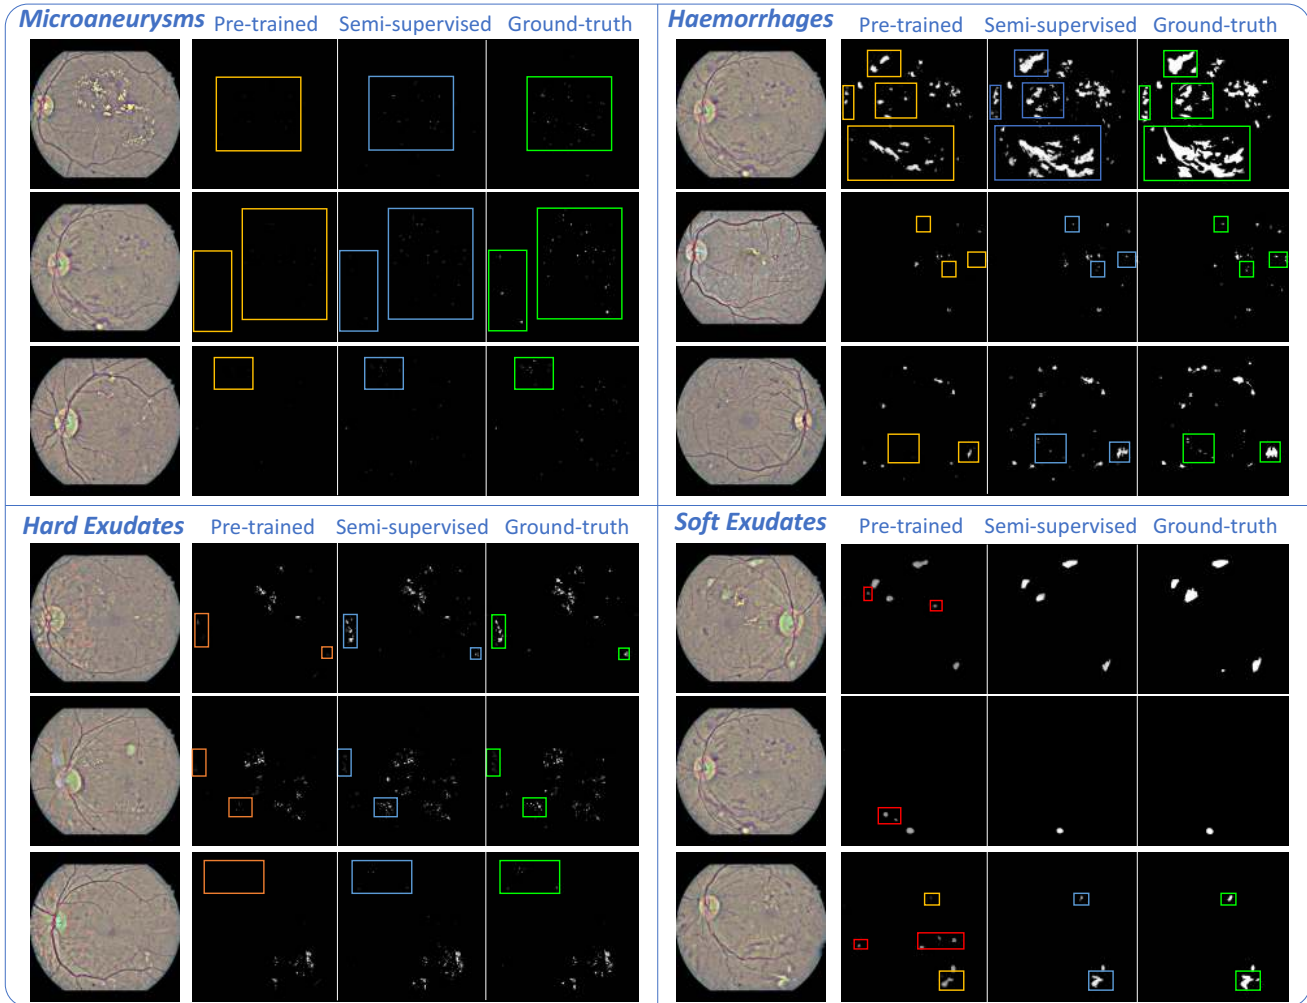 Microaneurysms Pre-trained Semi-supervised Ground-truth
Haemorrhages Pre-trained Semi-supervised Ground-truth
Hard Exudates Pre-trained Semi-supervised Ground-truth
Soft Exudates Pre-trained Semi-supervised Ground-truth